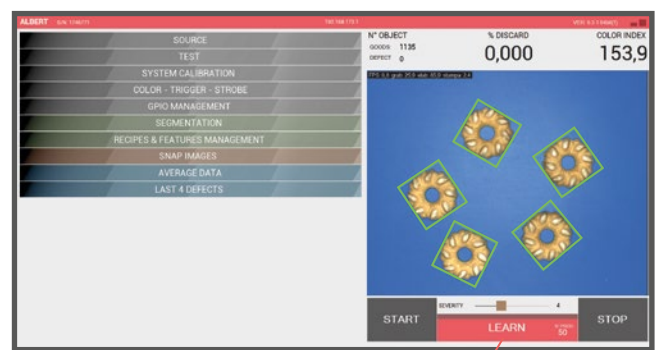 ALBERT
SOURCE
TEST
SYSTEM CALIBRATION
COLOR - TRIGGER - STROBE
GPIO MANAGEMENT
SEGMENTATION
RECIPES & FEATURES MANAGEMENT
SNAP IMAGES
AVERAGE DATA
LAST 4 DEFECTS
N° OBJECT
GOODS 1135
DEFECT 0
% DISCARD
0,000
COLOR INDEX
153,9
START
SEVERITY 4
LEARN
50
STOP